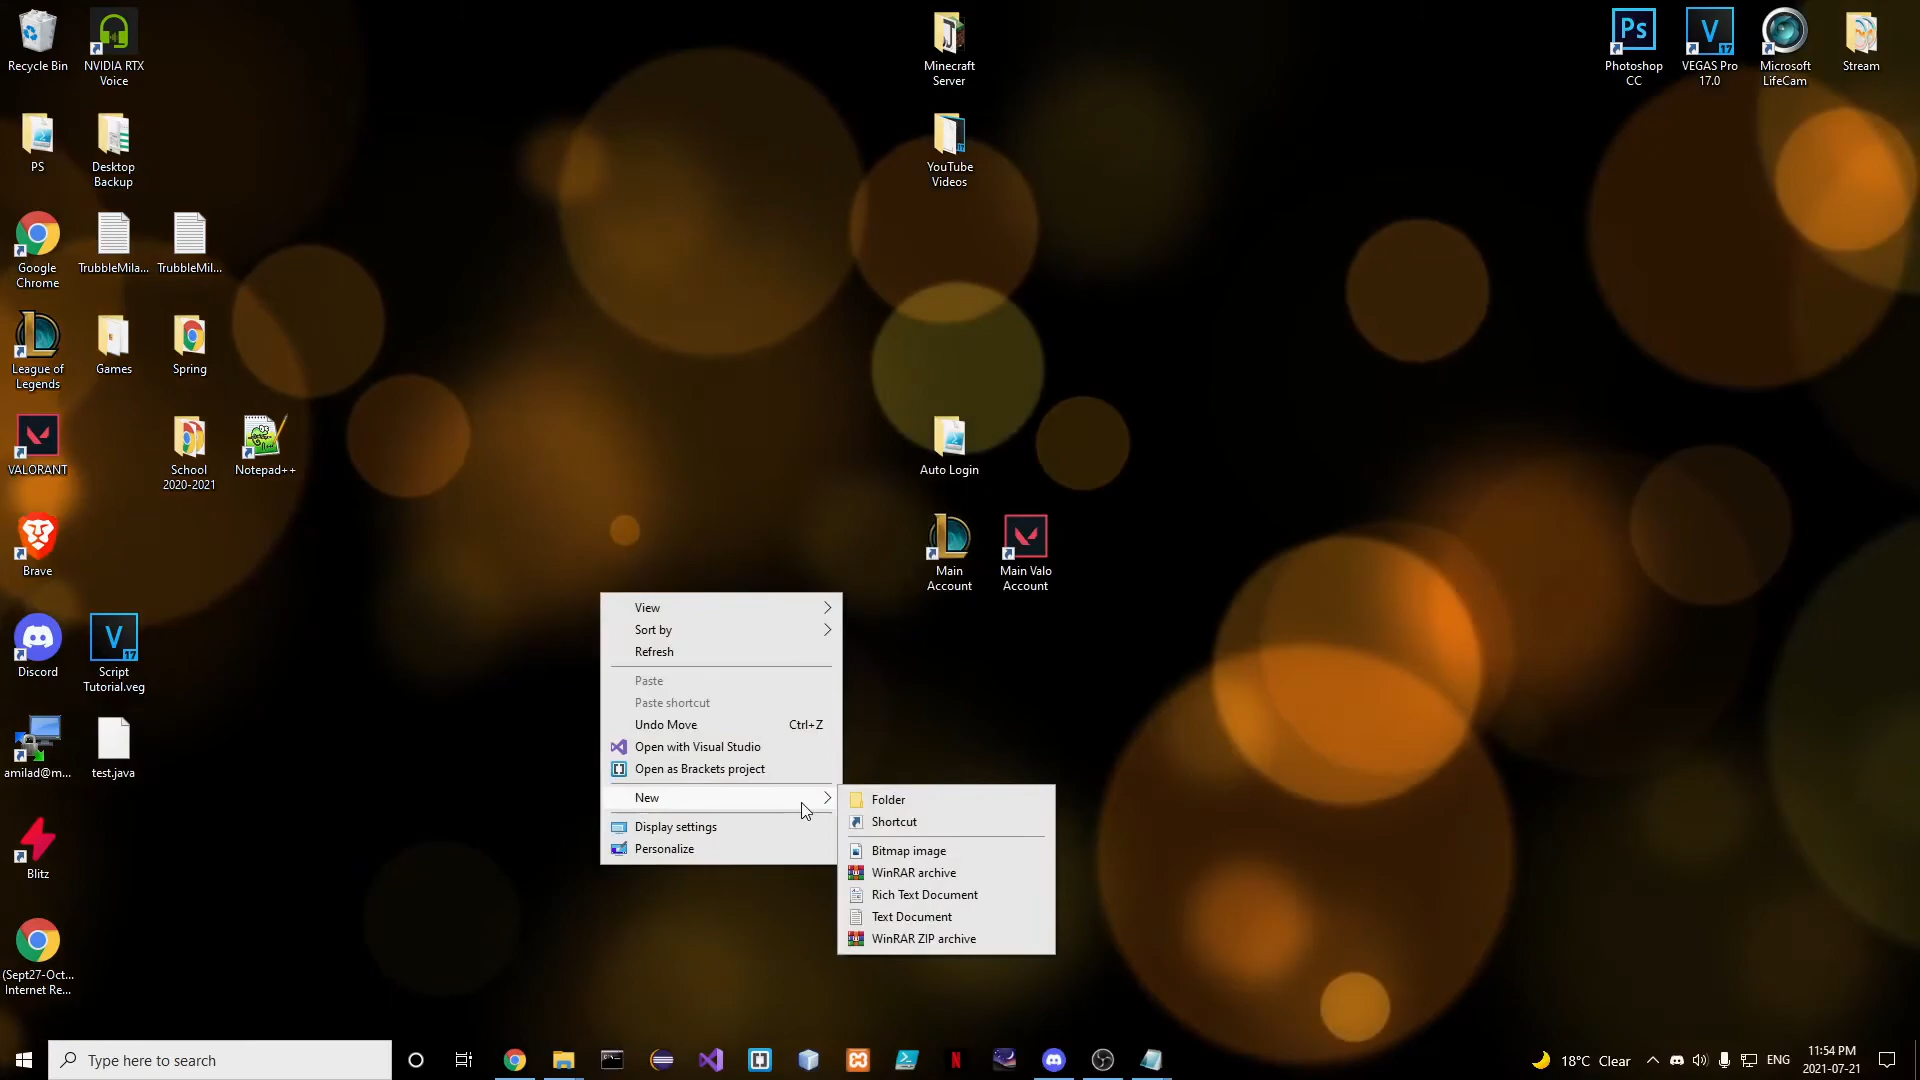 Recycle Bin
NVIDIA RTX
Voice
Minecraft
Server
Ps
Photoshop
CC
V
17
VEGAS Pro
17.0
Microsoft
LifeCam
Stream
PS
Desktop
Backup
YouTube
Videos
Google
Chrome
TrubbleMila...
TrubbleMil...
League of
Legends
Games
Spring
VALORANT
School
2020-2021
Notepad++
Auto Login
Brave
Main
Account
Main Valo
Account
Discord
V
17
Script
Tutorial.veg
amilad@m...
test.java
Blitz
(Sept27-Oct...
Internet Re...
View
Sort by
Refresh
Paste
Paste shortcut
Undo Move Ctrl+Z
Open with Visual Studio
Open as Brackets project
New
Display settings
Personalize
Folder
Shortcut
Bitmap image
WinRAR archive
Rich Text Document
Text Document
WinRAR ZIP archive
Type here to search
N
18°C Clear
ENG
11:54 PM
2021-07-21